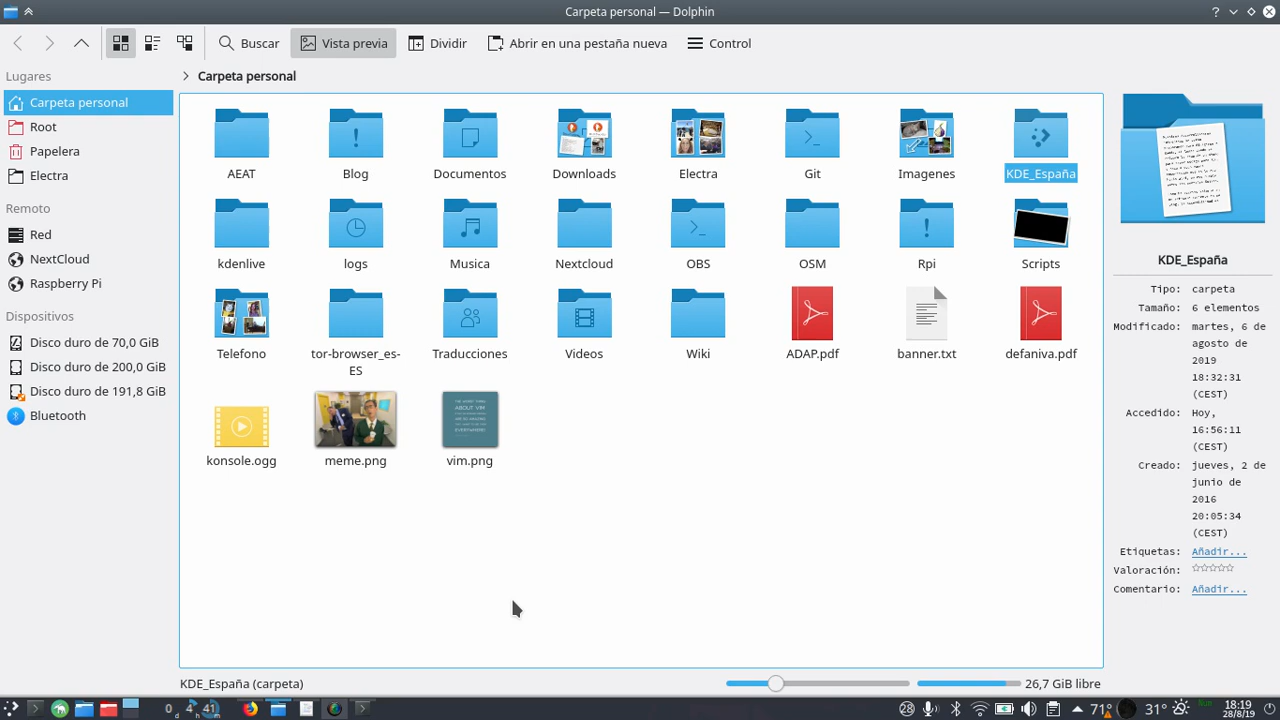 Carpeta personal — Dolphin
Buscar
Vista previa
Dividir
Abrir en una pestaña nueva
Control
Lugares
Carpeta personal
Root
Papelera
Electra
Remoto
Red
NextCloud
Raspberry Pi
Dispositivos
Disco duro de 70,0 GiB
Disco duro de 200,0 GiB
Disco duro de 191,8 GiB
Bluetooth
Carpeta personal
AEAT
Blog
Documentos
Downloads
Electra
Git
Imagenes
KDE_España
kdenlive
logs
Musica
Nextcloud
OBS
OSM
Rpi
Scripts
Telefono
tor-browser_es-
ES
Traducciones
Videos
Wiki
ADAP.pdf
banner.txt
defaniva.pdf
konsole.ogg
meme.png
vim.png
KDE_España
Tipo: carpeta
Tamaño: 6 elementos
Modificado: martes, 6 de
agosto de
2019
18:32:31
(CEST)
Accedido: Hoy,
16:56:11
(CEST)
Creado: jueves, 2 de
junio de
2016
20:05:34
(CEST)
Etiquetas: Añadir...
Valoración:
Comentario: Añadir...
KDE_España (carpeta)
26,7 GiB libre
0
41
28
71°
31°
18:19
28/8/19